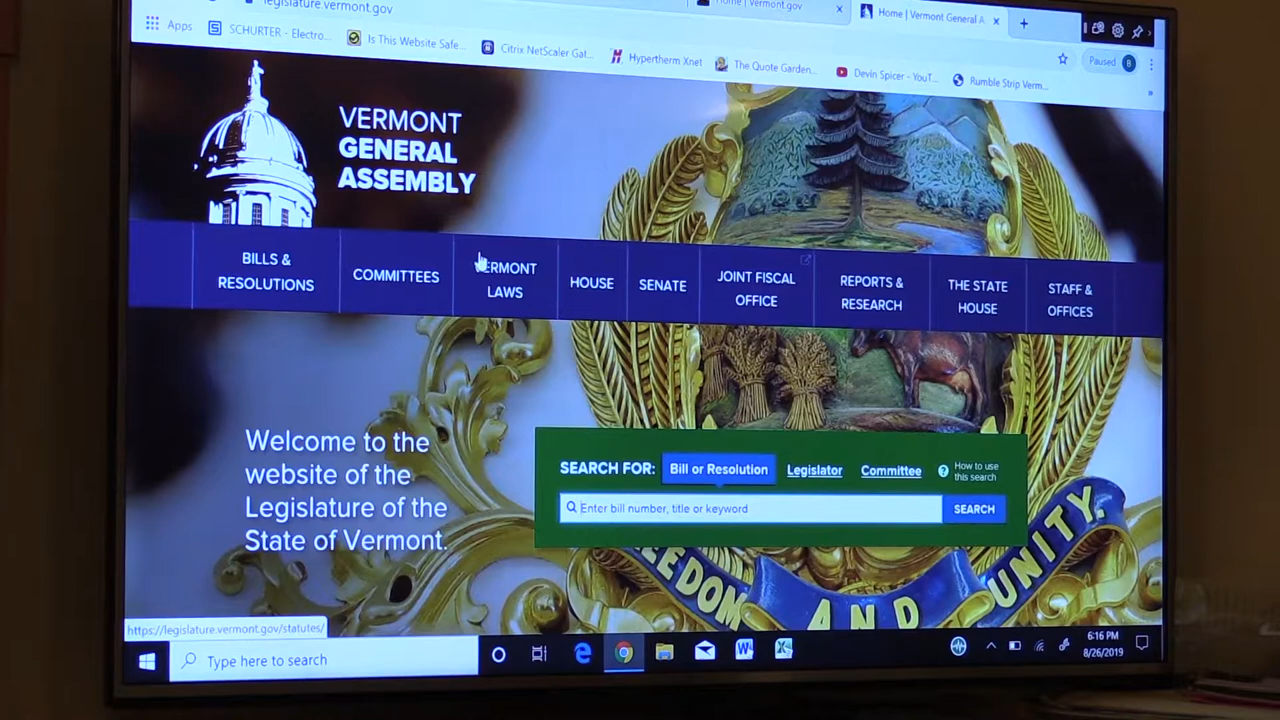 legislature.vermont.gov
Home | Vermont.gov
Home | Vermont General A
Apps
SCHURTER - Electro...
Is This Website Safe...
Citrix NetScaler Gat...
Hypertherm Xnet
The Quote Garden...
Devin Spicer - YouT...
Rumble Strip Verm...
Paused
B
»
VERMONT
GENERAL
ASSEMBLY
BILLS &
RESOLUTIONS
COMMITTEES
VERMONT
LAWS
HOUSE
SENATE
JOINT FISCAL
OFFICE
REPORTS &
RESEARCH
THE STATE
HOUSE
STAFF &
OFFICES
Welcome to the
website of the
Legislature of the
State of Vermont.
SEARCH FOR:
Bill or Resolution
Legislator
Committee
How to use
this search
Enter bill number, title or keyword
SEARCH
EEDOM AND UNITY.
https://legislature.vermont.gov/statutes/
Type here to search
6:16 PM
8/26/2019